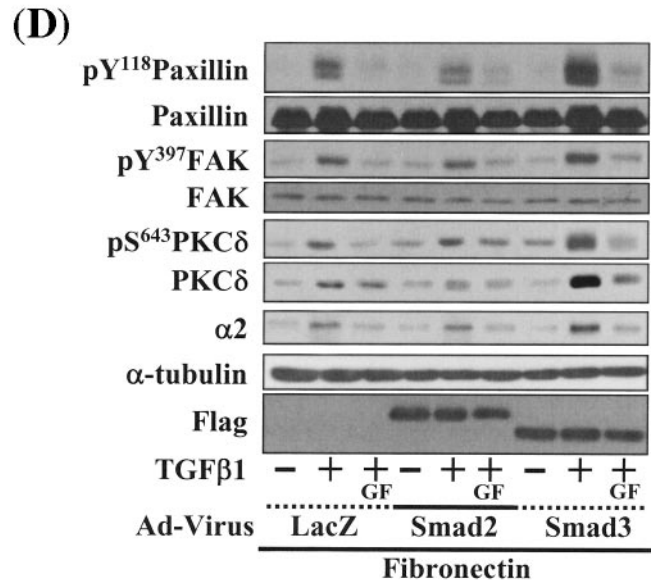 (D)
pY¹¹⁸Paxillin
Paxillin
pY³⁹⁷FAK
FAK
pS⁶⁴³PKCδ
PKCδ
α2
α-tubulin
Flag
TGFβ1 − + + − + + − + +
GF GF GF
Ad-Virus LacZ Smad2 Smad3
Fibronectin